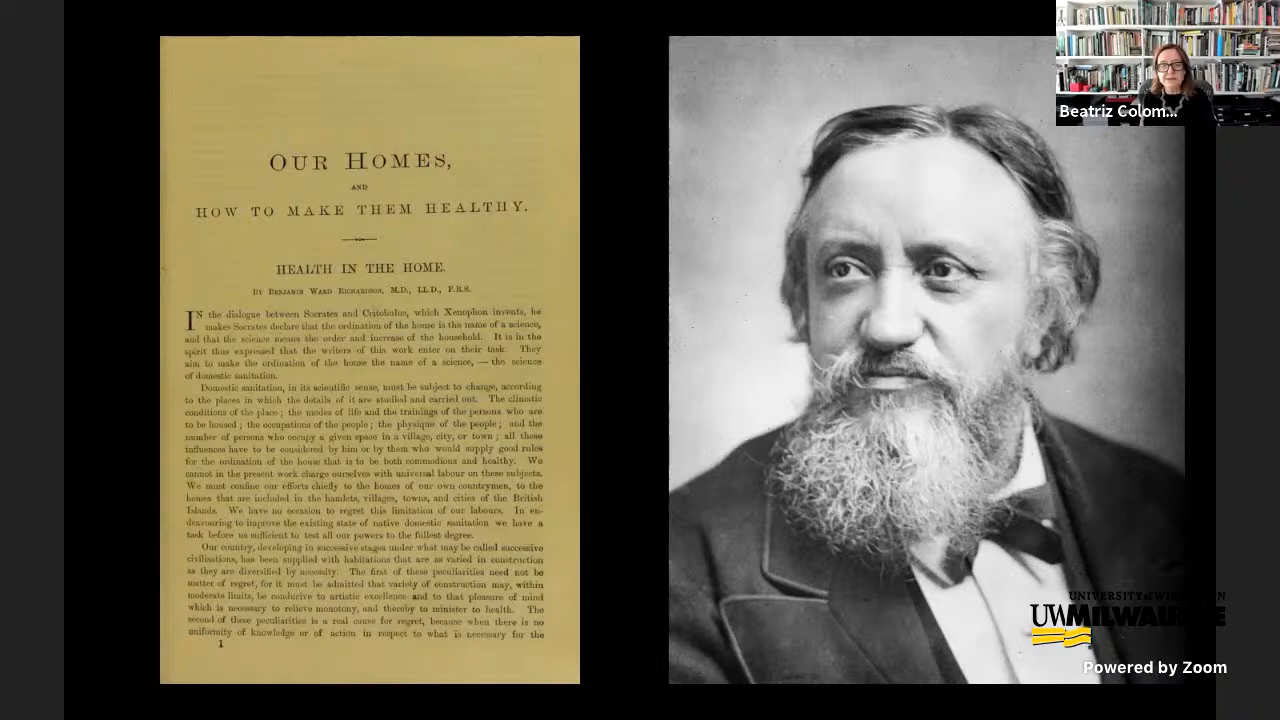 OUR HOMES,
AND
HOW TO MAKE THEM HEALTHY.
HEALTH IN THE HOME.
BY BENJAMIN WARD RICHARDSON, M.D., LL.D., F.R.S.
IN the dialogue between Socrates and Critobulus, which Xenophon invents, he
makes Socrates declare that the ordination of the house is the name of a science,
and that the science means the order and increase of the household. It is in the
spirit thus expressed that the writers of this work enter on their task. They
aim to make the ordination of the house the name of a science, — the science
of domestic sanitation.
Domestic sanitation, in its scientific sense, must be subject to change, according
to the places in which the details of it are studied and carried out. The climatic
conditions of the place; the modes of life and the trainings of the persons who are
to be housed; the occupations of the people; the physique of the people; and the
number of persons who occupy a given space in a village, city, or town; all these
influences have to be considered by him or by them who would supply good rules
for the ordination of the house that is to be both commodious and healthy. We
cannot in the present work charge ourselves with universal labour on these subjects.
We must confine our efforts chiefly to the homes of our own countrymen, to the
homes that are included in the hamlets, villages, towns, and cities of the British
Islands. We have no occasion to regret this limitation of our labours. In en-
deavouring to improve the existing state of native domestic sanitation we have a
task before us sufficient to test all our powers to the fullest degree.
Our country, developing in successive stages under what may be called successive
civilisations, has been supplied with habitations that are as varied in construction
as they are diversified by necessity. The first of these peculiarities need not be
matter of regret, for it must be admitted that variety of construction may, within
moderate limits, be conducive to artistic excellence and to that pleasure of mind
which is necessary to relieve monotony, and thereby to minister to health. The
second of these peculiarities is a real cause for regret, because when there is no
uniformity of knowledge or of action in respect to what is necessary for the
1
Beatriz Colom...
UNIVERSITY of WISCONSIN
UWMILWAUKEE
Powered by Zoom